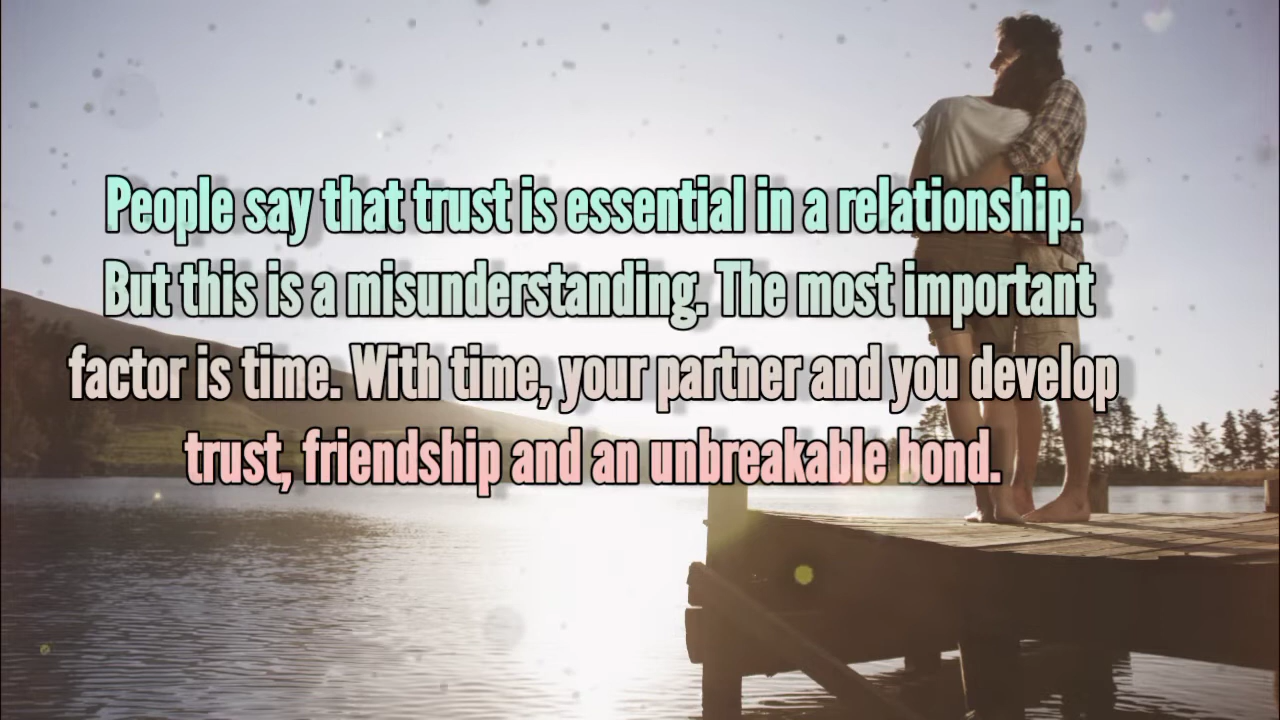 People say that trust is essential in a relationship.
But this is a misunderstanding. The most important
factor is time. With time, your partner and you develop
trust, friendship and an unbreakable bond.